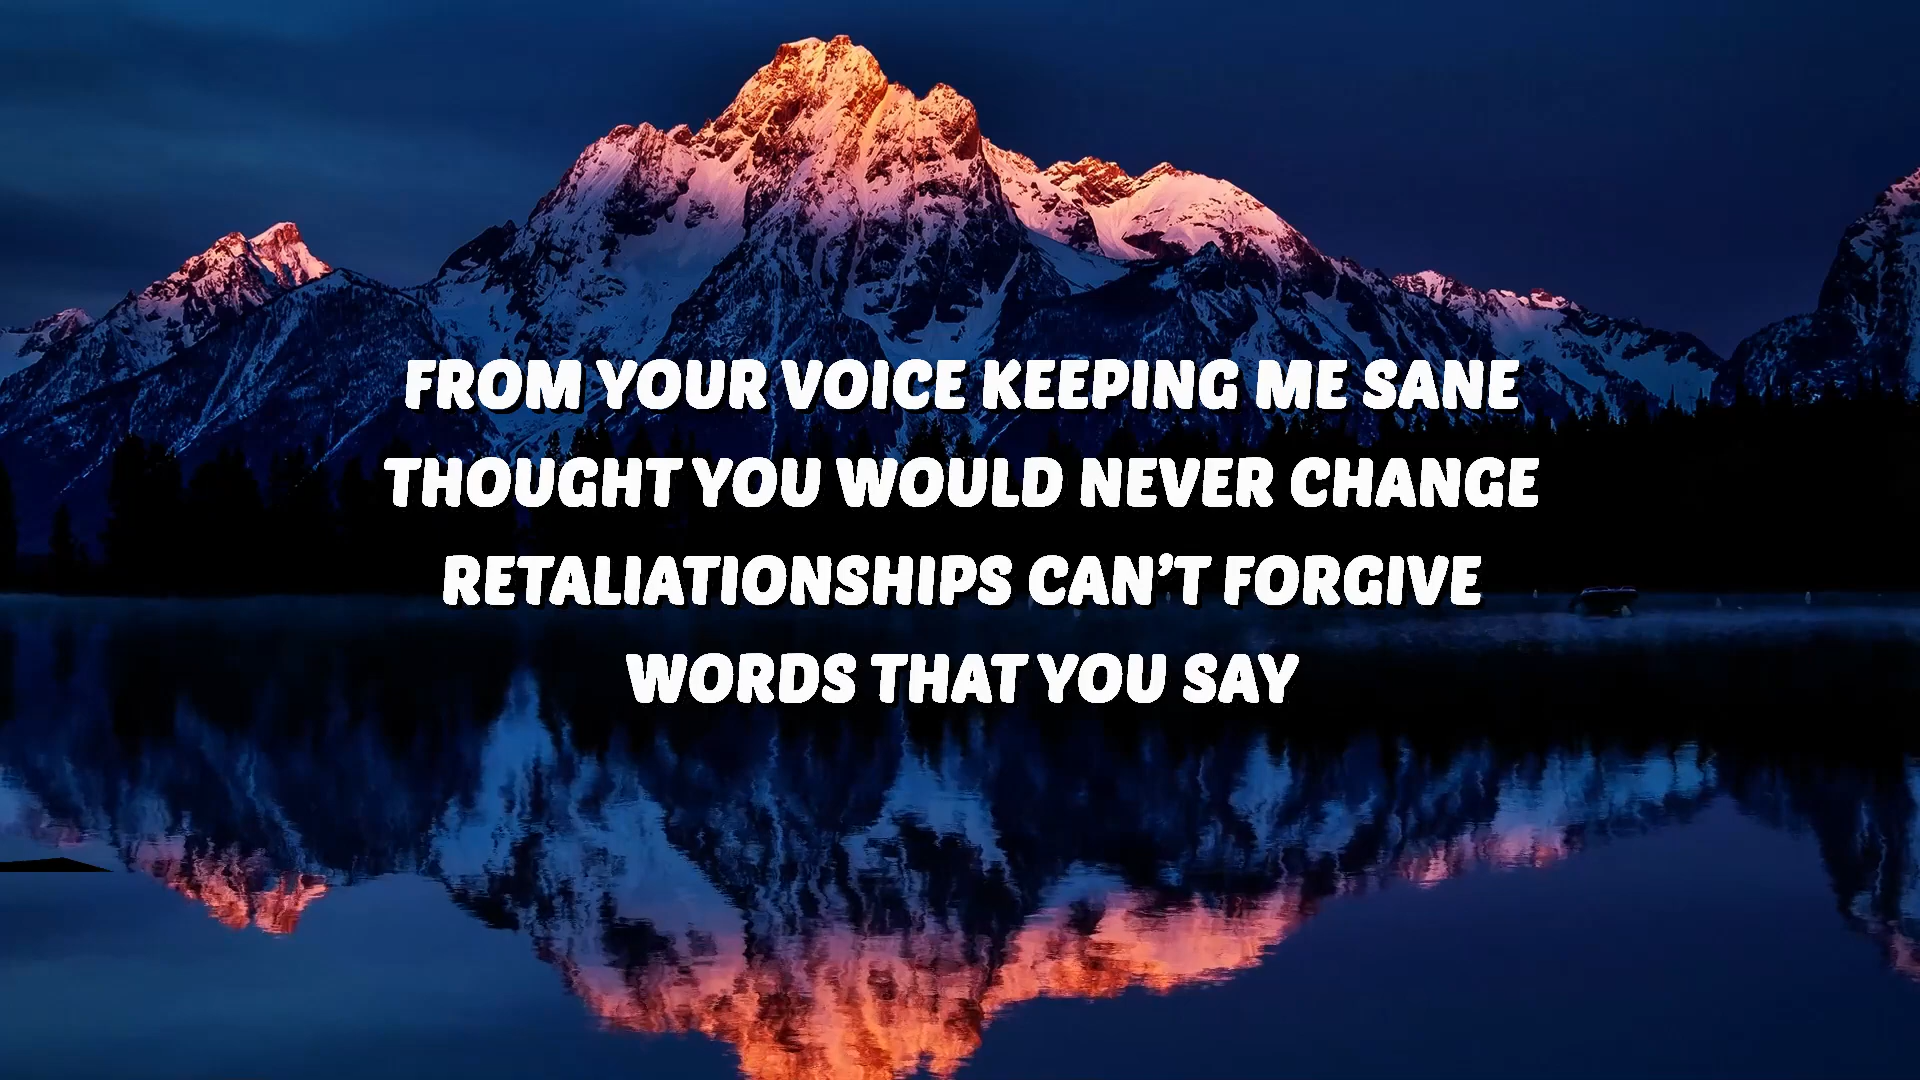 FROM YOUR VOICE KEEPING ME SANE
THOUGHT YOU WOULD NEVER CHANGE
RETALIATIONSHIPS CAN’T FORGIVE
WORDS THAT YOU SAY